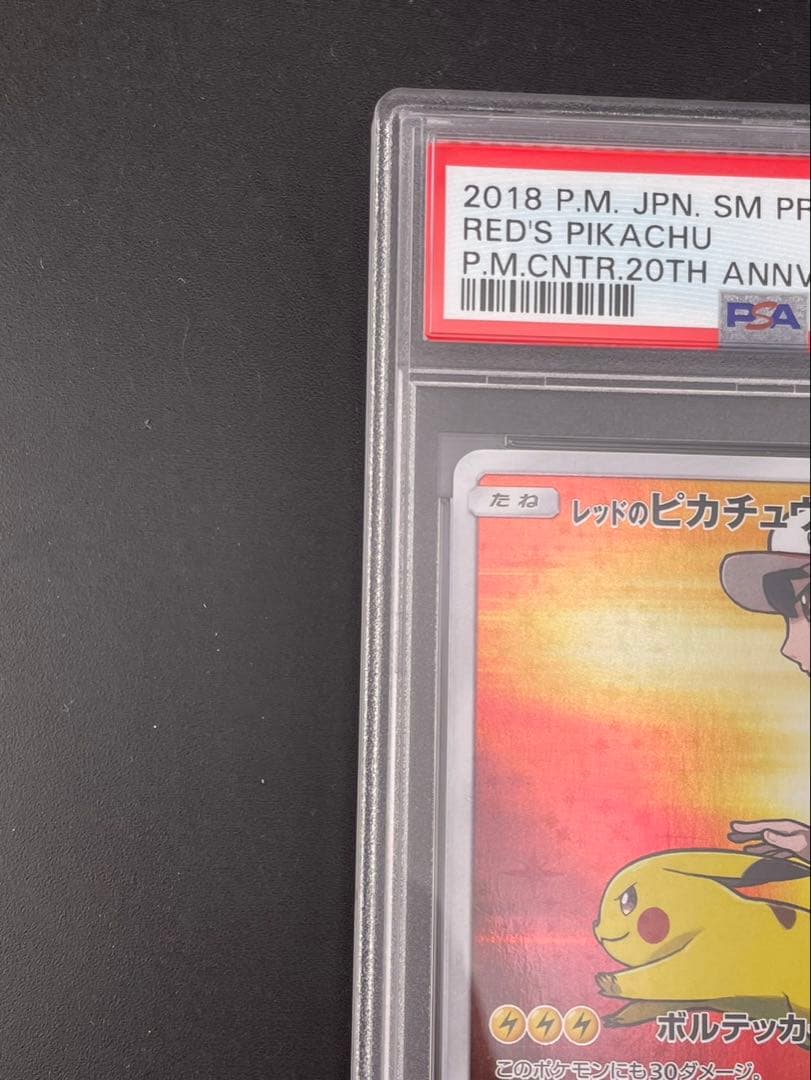 2018 P.M. JPN. SM PR
RED'S PIKACHU
P.M.CNTR.20TH ANNV
PSA
たね
レッドのピカチュウ
ボルテッカー
このポケモンにも30ダメージ。